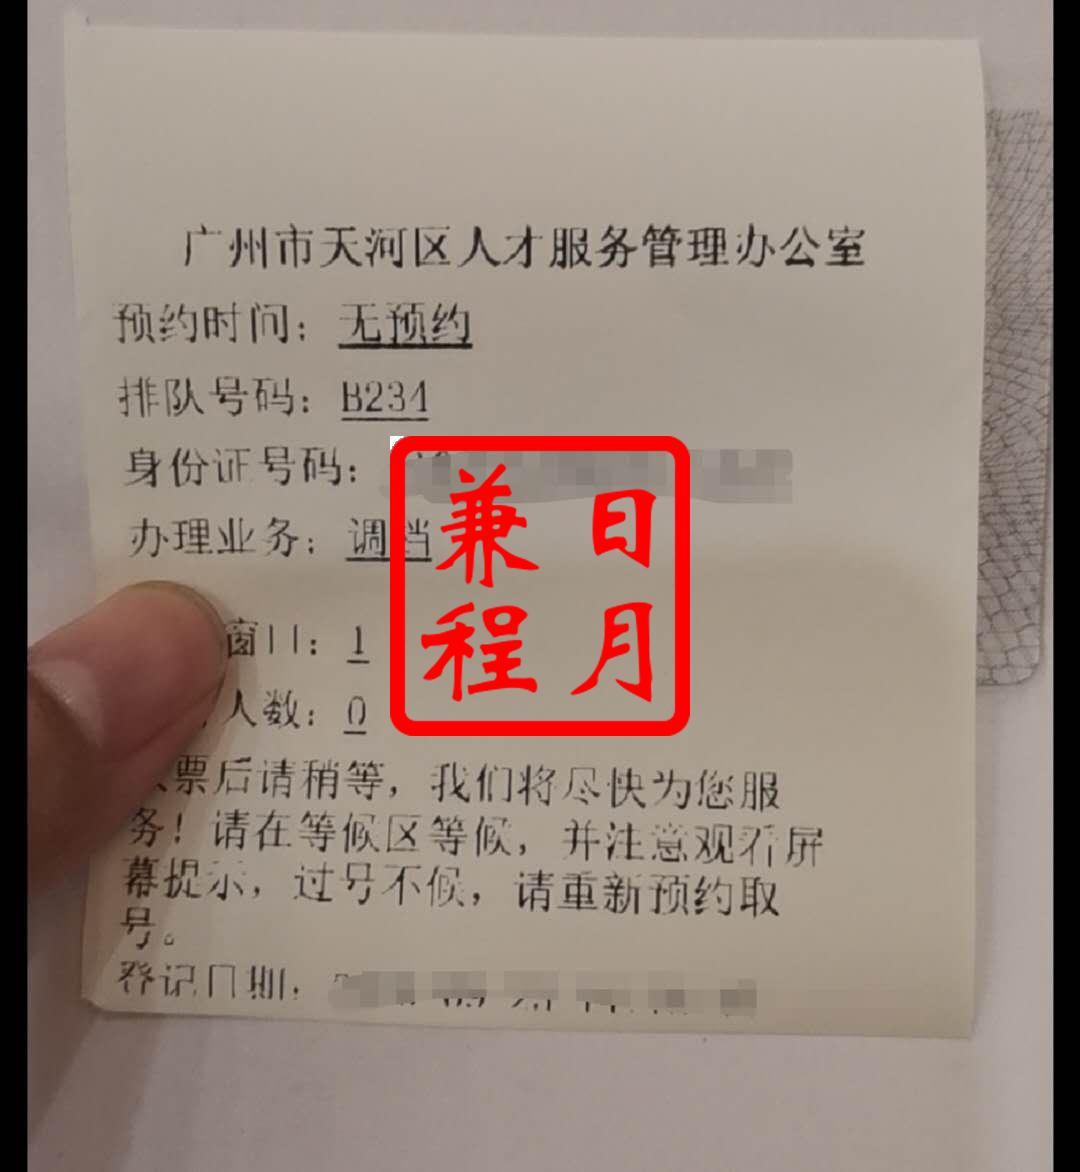 广州市天河区人才服务管理办公室
预约时间：无预约
排队号码：B234
身份证号码：
办理业务：调档
窗口：1
人数：0
票后请稍等，我们将尽快为您服
务！请在等候区等候，并注意观看屏
幕提示，过号不候，请重新预约取
号。
登记日期：
日月兼程